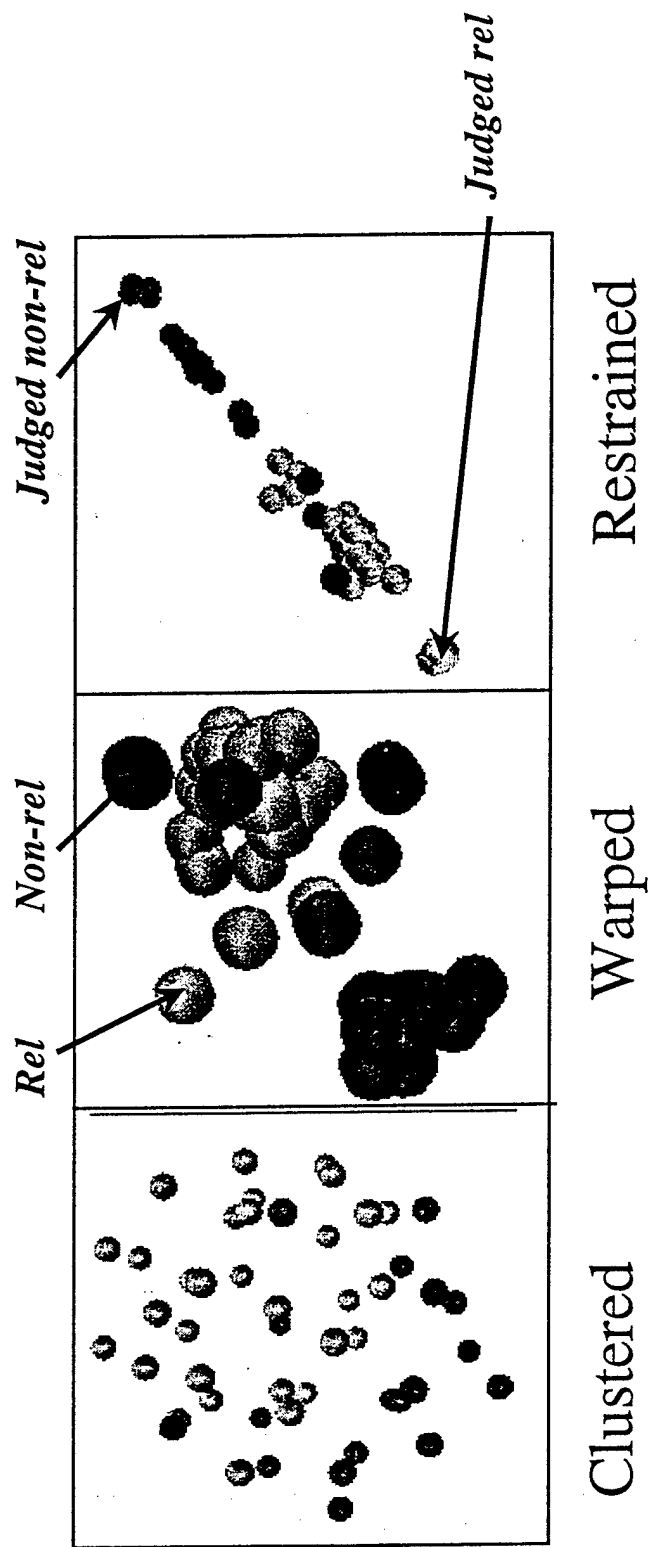 Rel
Non-rel
Judged non-rel
Judged rel
Clustered
Warped
Restrained